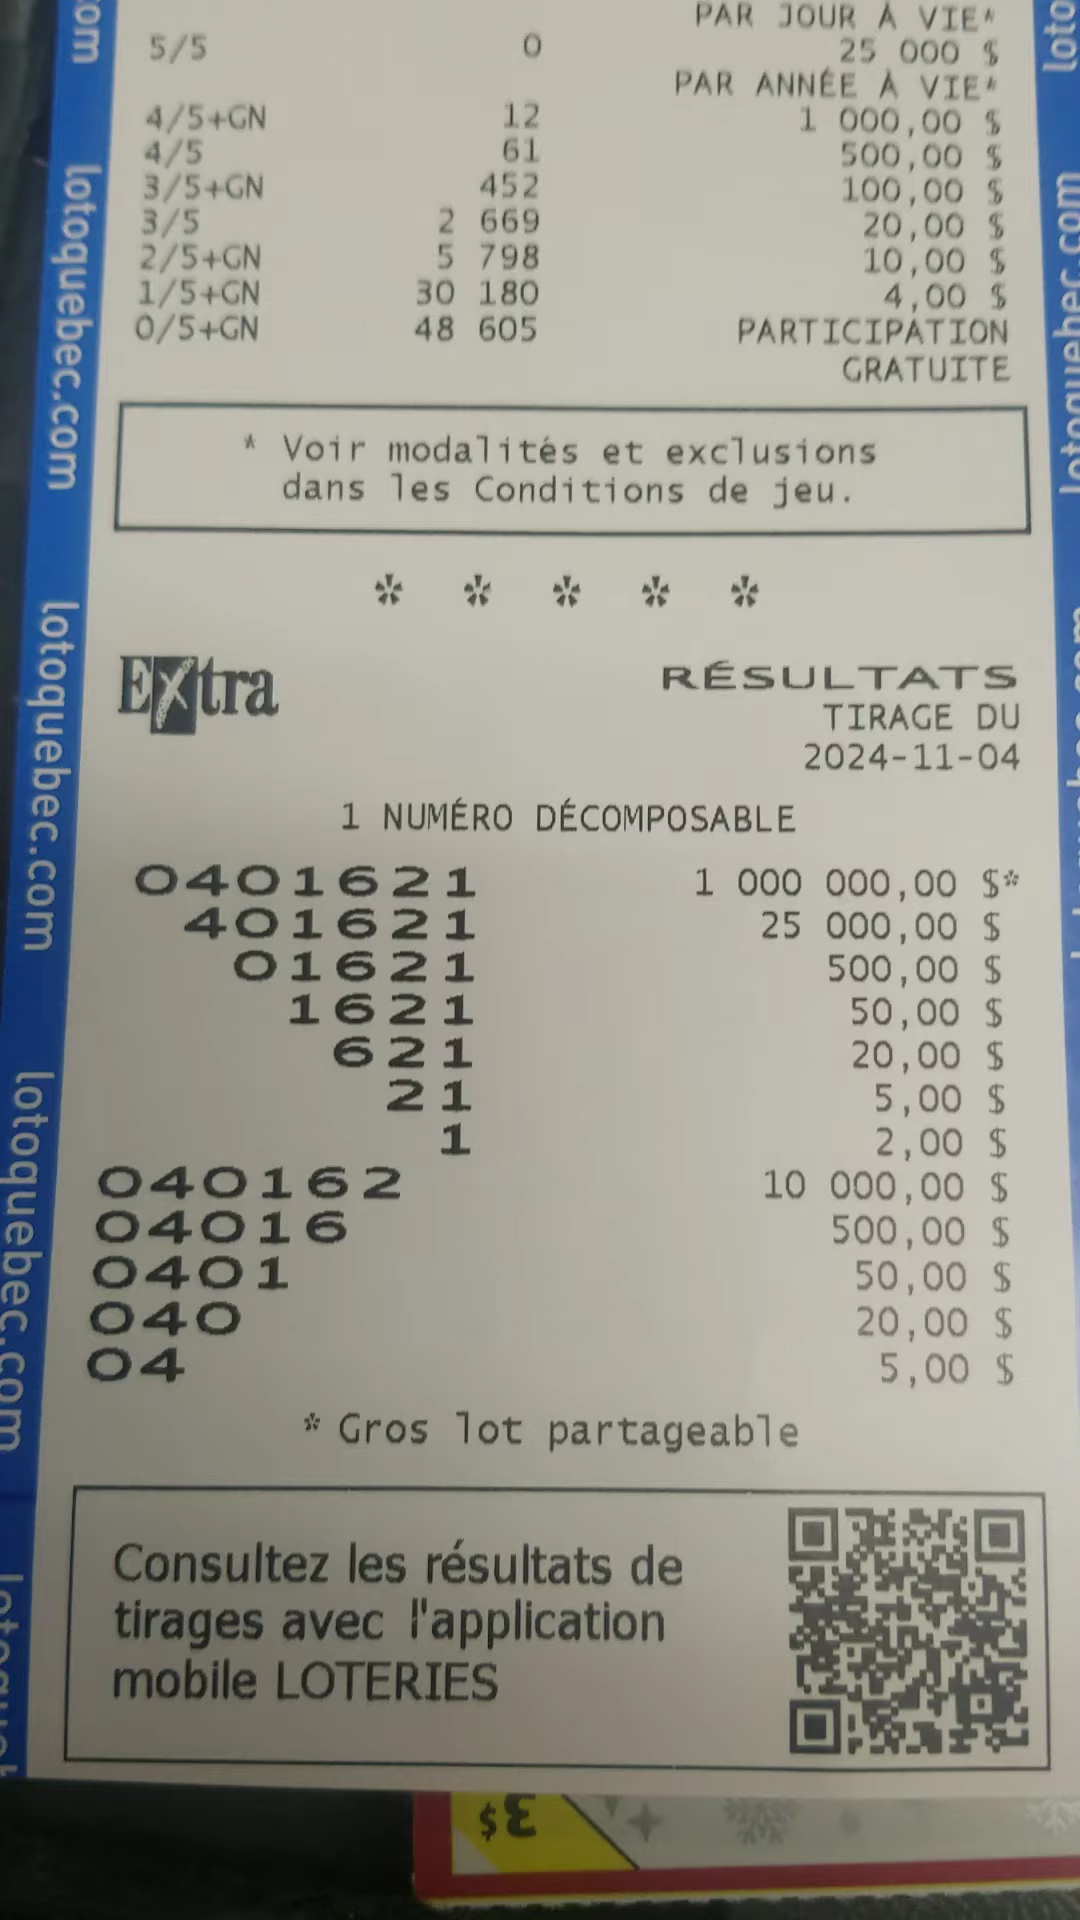 PAR JOUR À VIE*
5/5 0 25 000 $
PAR ANNÉE À VIE*
4/5+GN 12 1 000,00 $
4/5 61 500,00 $
3/5+GN 452 100,00 $
3/5 2 669 20,00 $
2/5+GN 5 798 10,00 $
1/5+GN 30 180 4,00 $
0/5+GN 48 605 PARTICIPATION
GRATUITE
* Voir modalités et exclusions
dans les Conditions de jeu.
* * * * *
Extra RÉSULTATS
TIRAGE DU
2024-11-04
1 NUMÉRO DÉCOMPOSABLE
0401621 1 000 000,00 $*
401621 25 000,00 $
01621 500,00 $
1621 50,00 $
621 20,00 $
21 5,00 $
1 2,00 $
040162 10 000,00 $
04016 500,00 $
0401 50,00 $
040 20,00 $
04 5,00 $
* Gros lot partageable
Consultez les résultats de
tirages avec l'application
mobile LOTERIES
lotoquebec.com
lotoquebec.com
lotoquebec.com
lotoquebec.com
3$